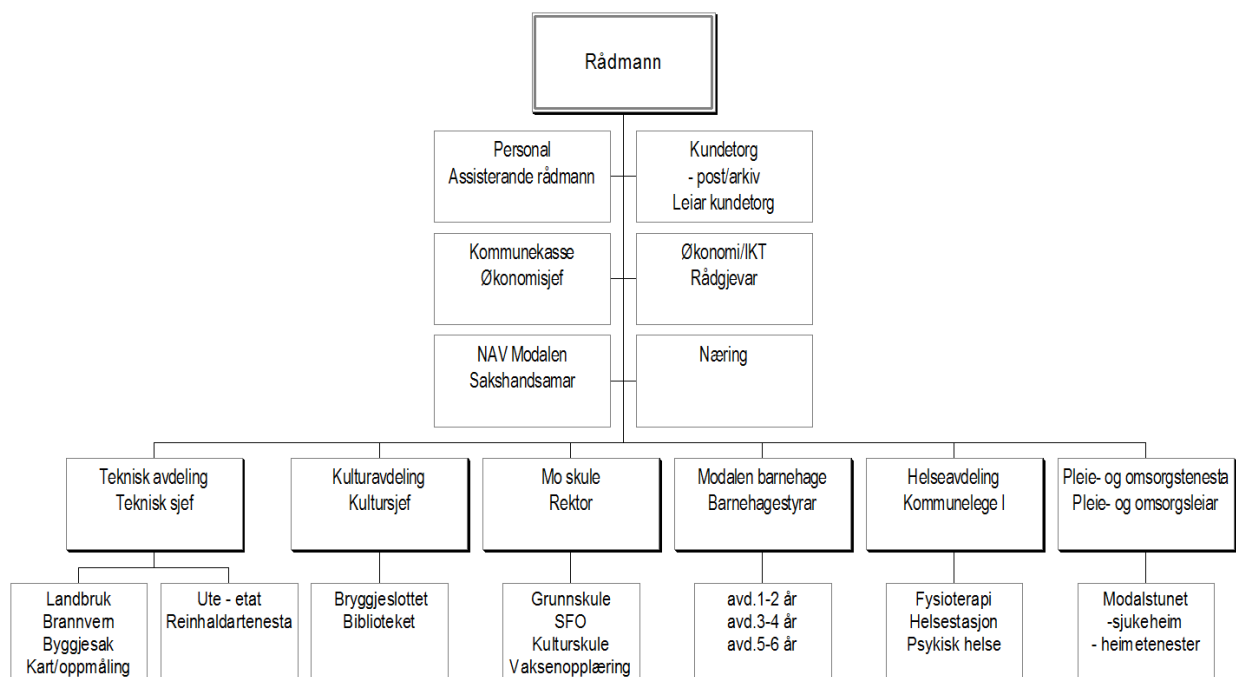 Rådmann
Personal
Assisterande rådmann
Kundetorg
- post/arkiv
Leiar kundetorg
Kommunekasse
Økonomisjef
Økonomi/IKT
Rådgjevar
NAV Modalen
Sakshandsamar
Næring
Teknisk avdeling
Teknisk sjef
Kulturavdeling
Kultursjef
Mo skule
Rektor
Modalen barnehage
Barnehagestyrar
Helseavdeling
Kommunelege I
Pleie- og omsorgstenesta
Pleie- og omsorgsleiar
Landbruk
Brannvern
Byggjesak
Kart/oppmåling
Ute - etat
Reinhaldartenesta
Bryggjeslottet
Biblioteket
Grunnskule
SFO
Kulturskule
Vaksenopplæring
avd.1-2 år
avd.3-4 år
avd.5-6 år
Fysioterapi
Helsestasjon
Psykisk helse
Modalstunet
-sjukeheim
- heimetenester